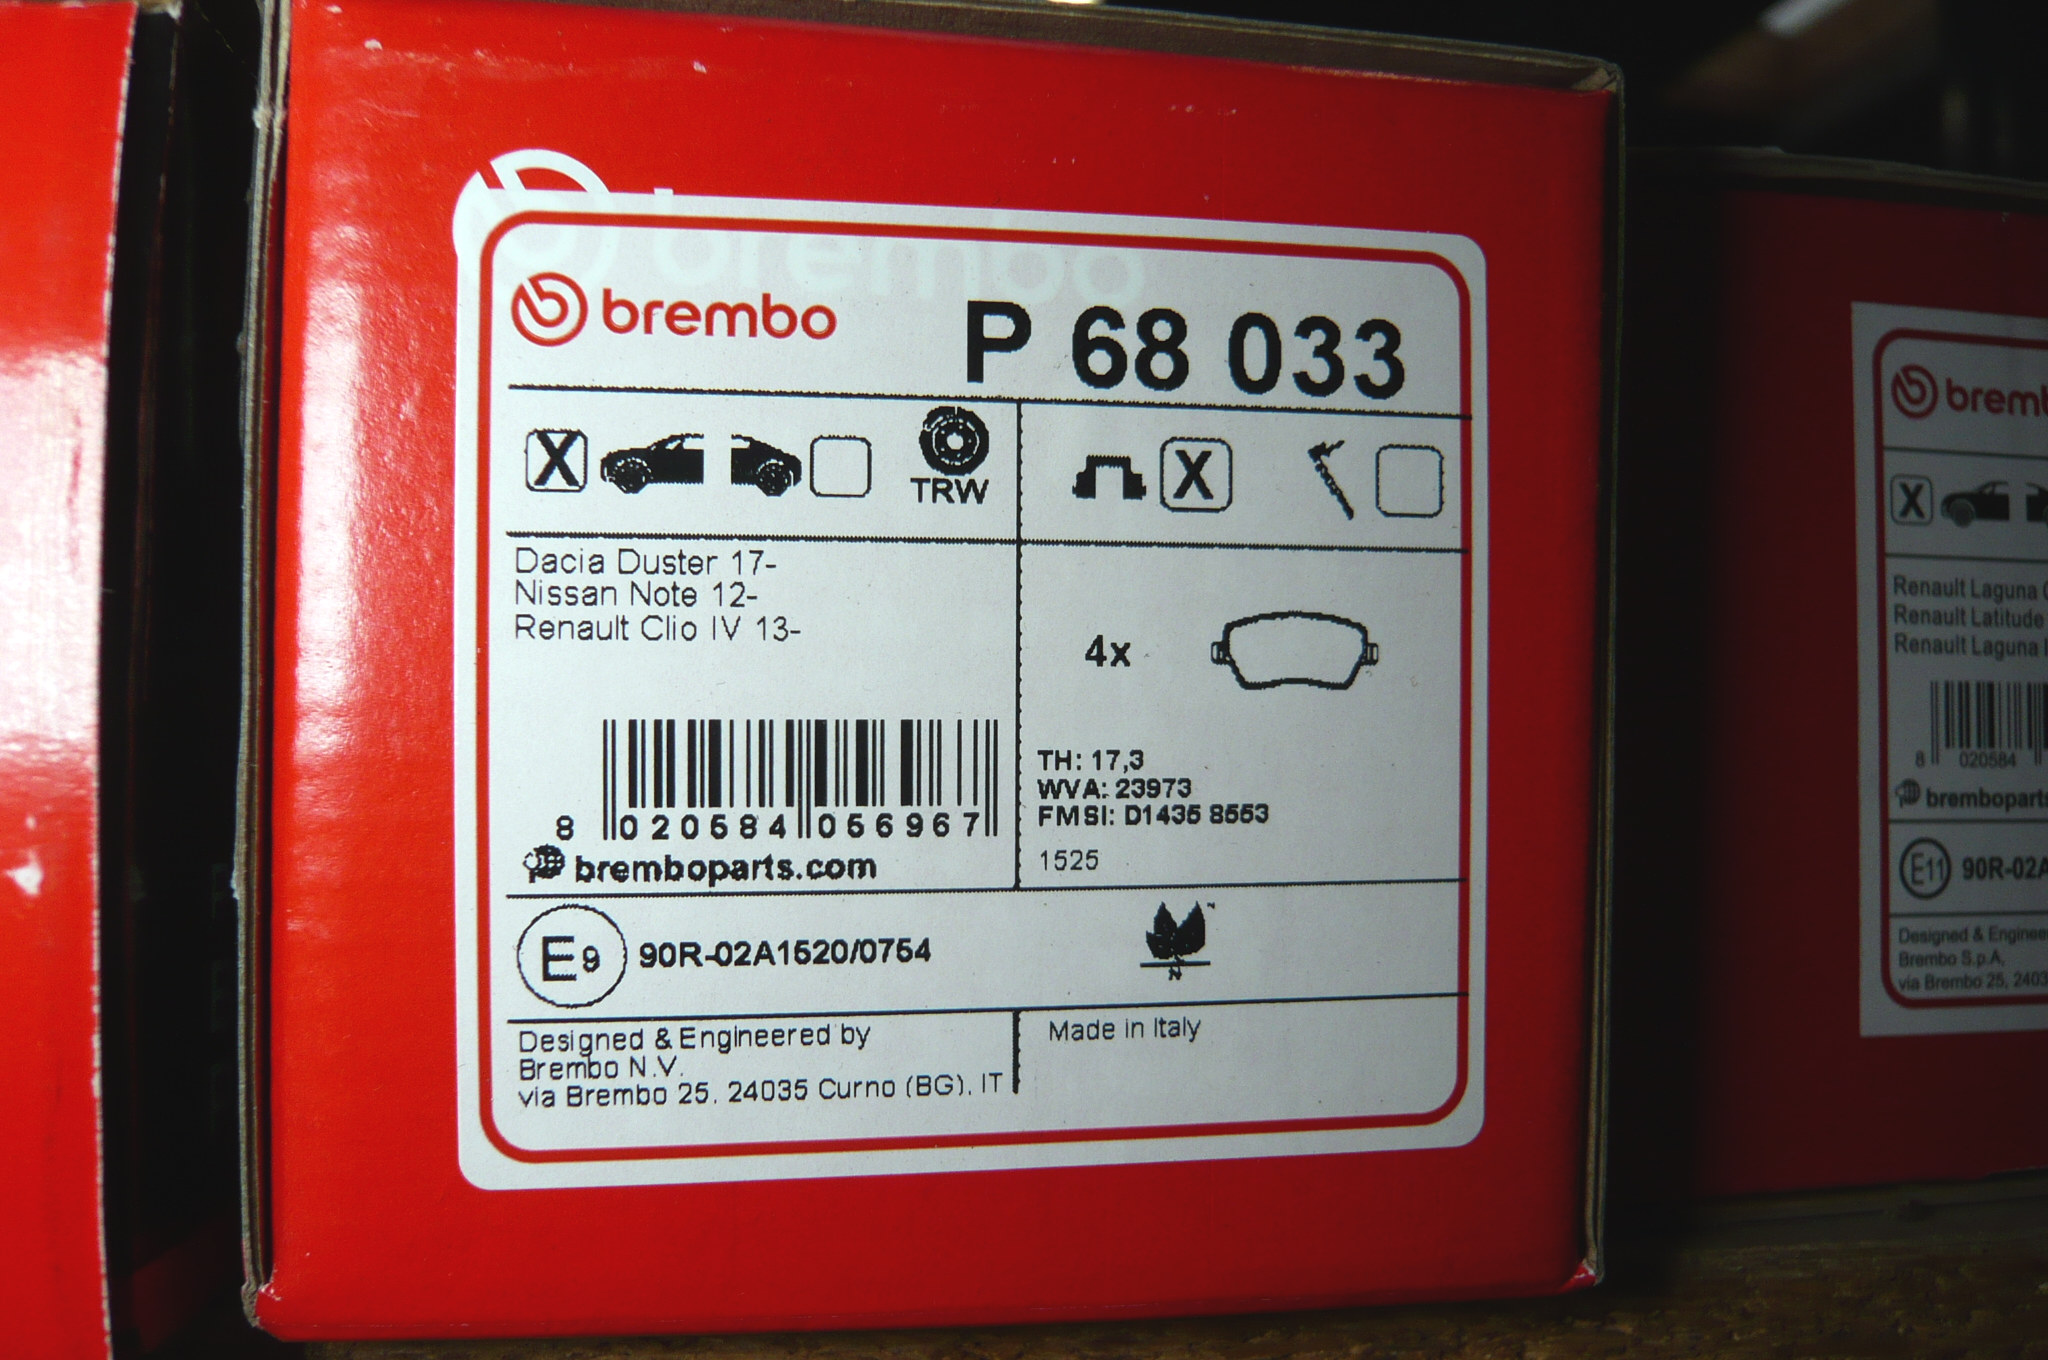 brembo
brembo
P 68 033
X
TRW
X
Dacia Duster 17-
Nissan Note 12-
Renault Clio IV 13-
4x
8 020584 056967
bremboparts.com
TH: 17,3
WVA: 23973
FMSI: D1435 8553
1525
E9 90R-02A1520/0754
N
Designed & Engineered by
Brembo N.V.
via Brembo 25, 24035 Curno (BG), IT
Made in Italy
X
Renault Laguna
Renault Latitude
Renault Laguna
8 020584
E11 90R-02A
Designed &
Brembo S.p.A,
via Brembo 25,